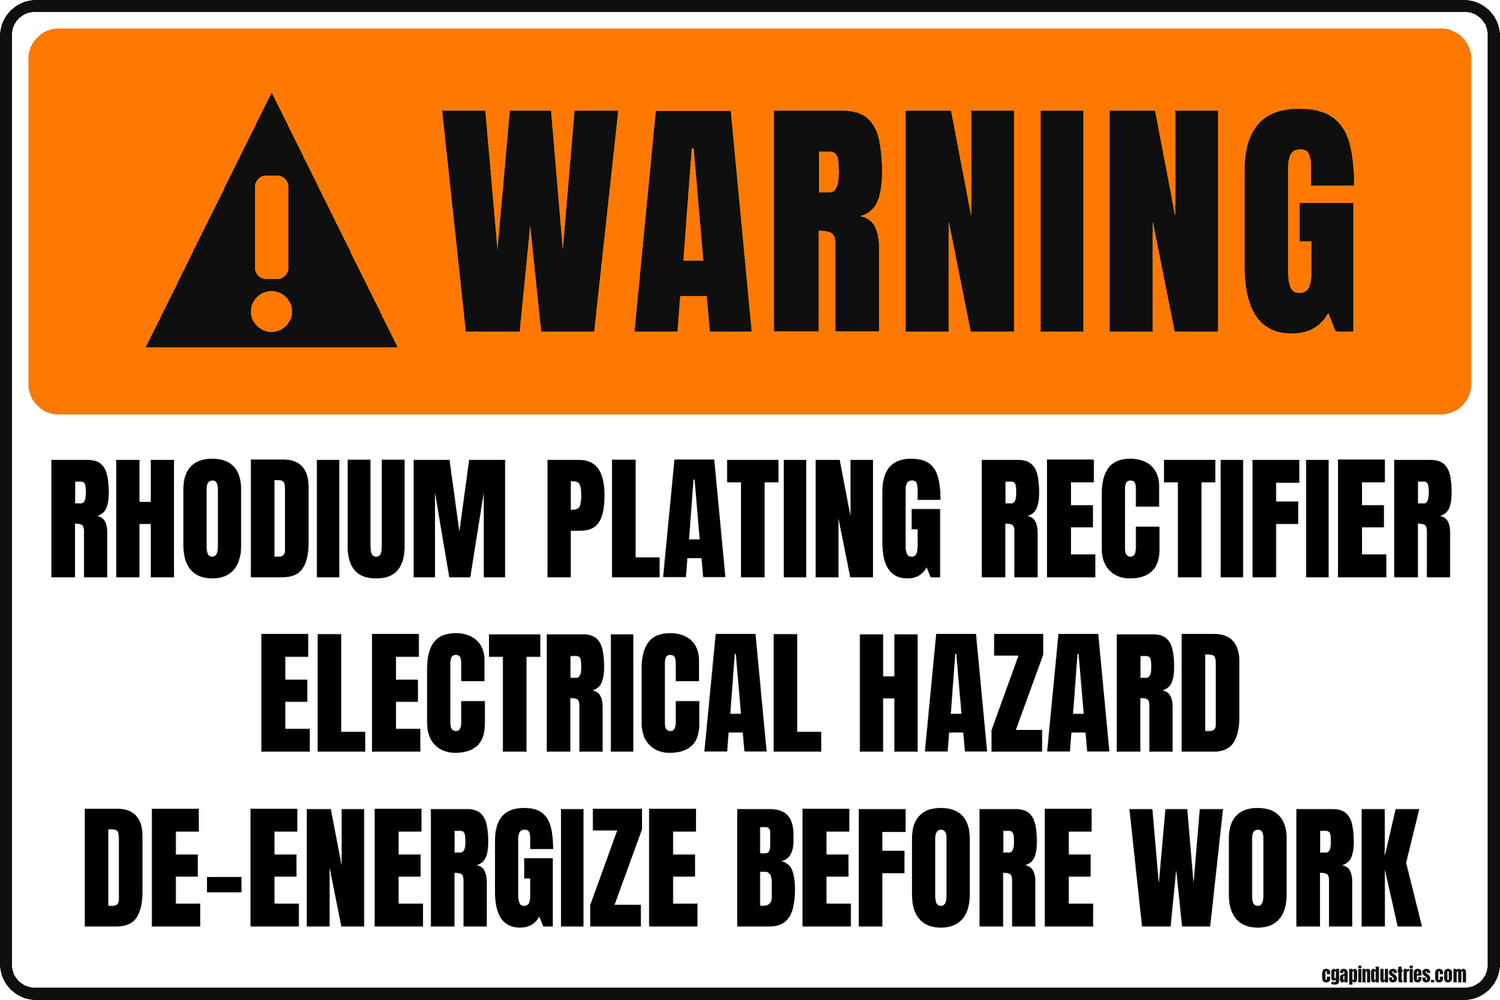 WARNING
RHODIUM PLATING RECTIFIER
ELECTRICAL HAZARD
DE-ENERGIZE BEFORE WORK
cgapindustries.com